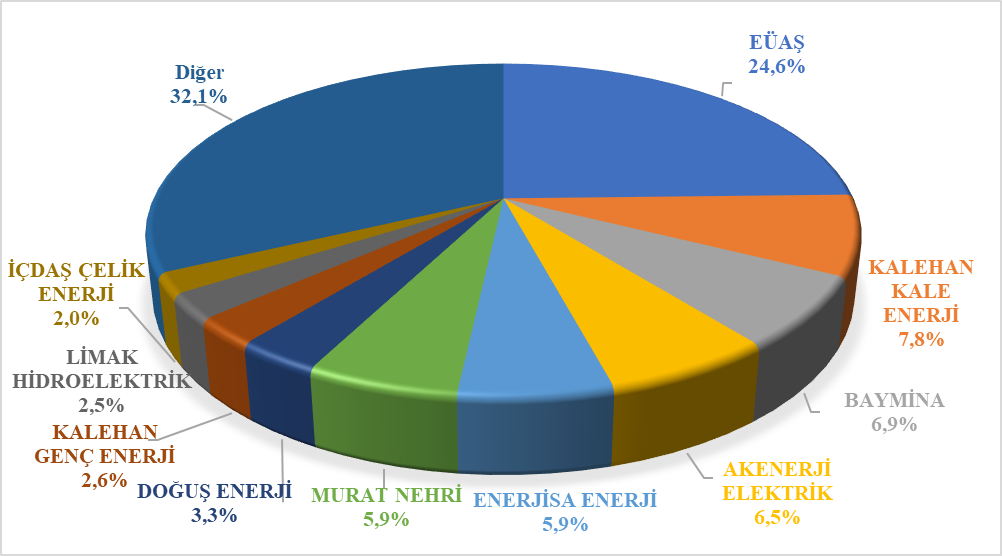 EÜAŞ
24,6%
KALEHAN
KALE
ENERJİ
7,8%
BAYMİNA
6,9%
AKENERJİ
ELEKTRİK
6,5%
ENERJİSA ENERJİ
5,9%
MURAT NEHRİ
5,9%
DOĞUŞ ENERJİ
3,3%
KALEHAN
GENÇ ENERJİ
2,6%
LİMAK
HİDROELEKTRİK
2,5%
İÇDAŞ ÇELİK
ENERJİ
2,0%
Diğer
32,1%